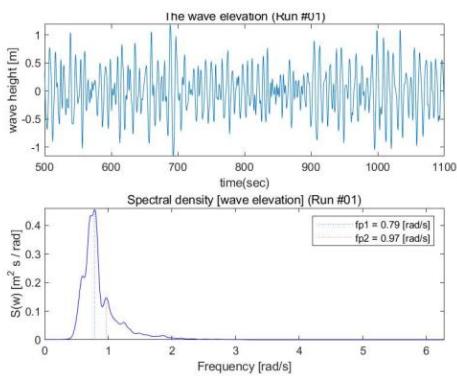 The wave elevation (Run #01)
wave height [m]
1
0.5
0
-0.5
-1
500 600 700 800 900 1000 1100
time(sec)
Spectral density [wave elevation] (Run #01)
S(w) [m² s / rad]
0.4
0.3
0.2
0.1
0
fp1 = 0.79 [rad/s]
fp2 = 0.97 [rad/s]
0 1 2 3 4 5 6
Frequency [rad/s]